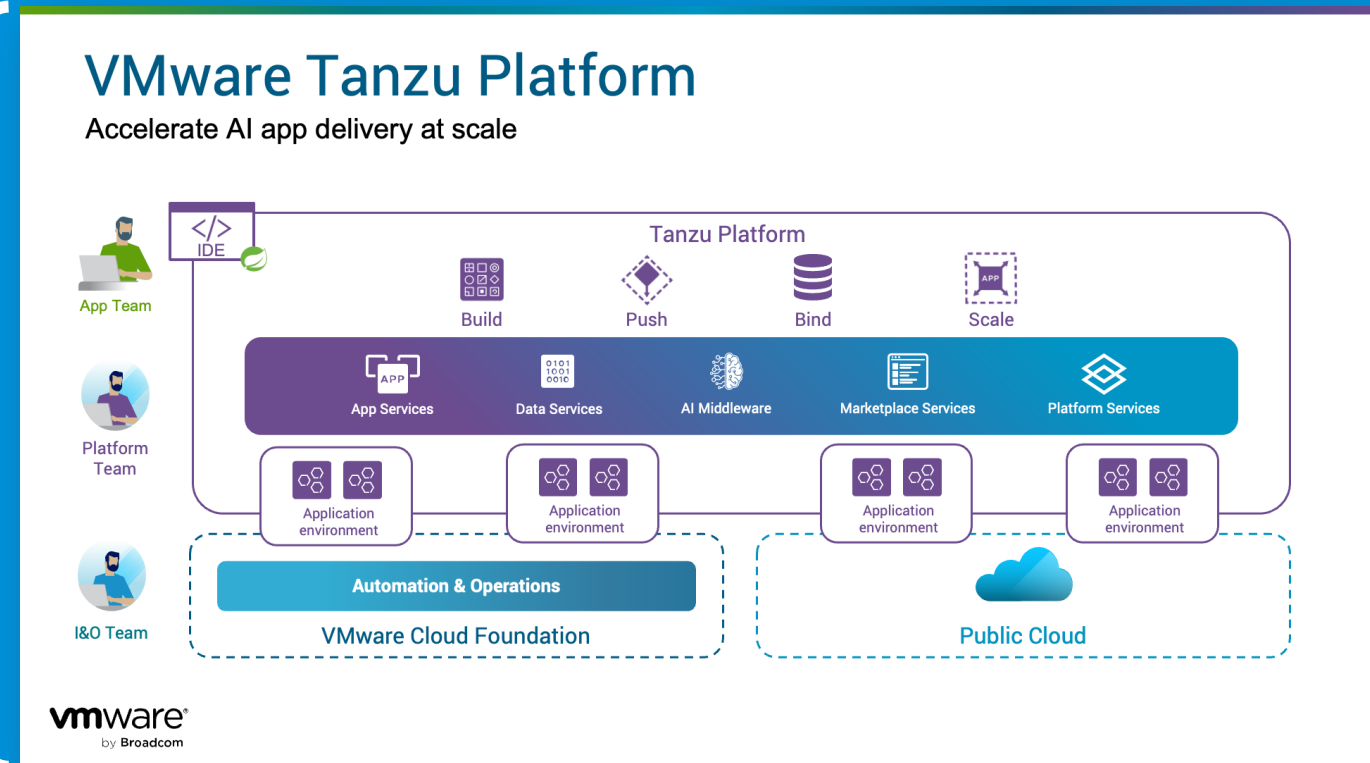 VMware Tanzu Platform
Accelerate AI app delivery at scale
</> IDE
Tanzu Platform
App Team
Build
Push
Bind
Scale
APP
APP
App Services
0101
1001
0010
Data Services
AI Middleware
Marketplace Services
Platform Services
Platform
Team
Application
environment
Application
environment
Application
environment
Application
environment
Automation & Operations
VMware Cloud Foundation
Public Cloud
I&O Team
vmware®
by Broadcom